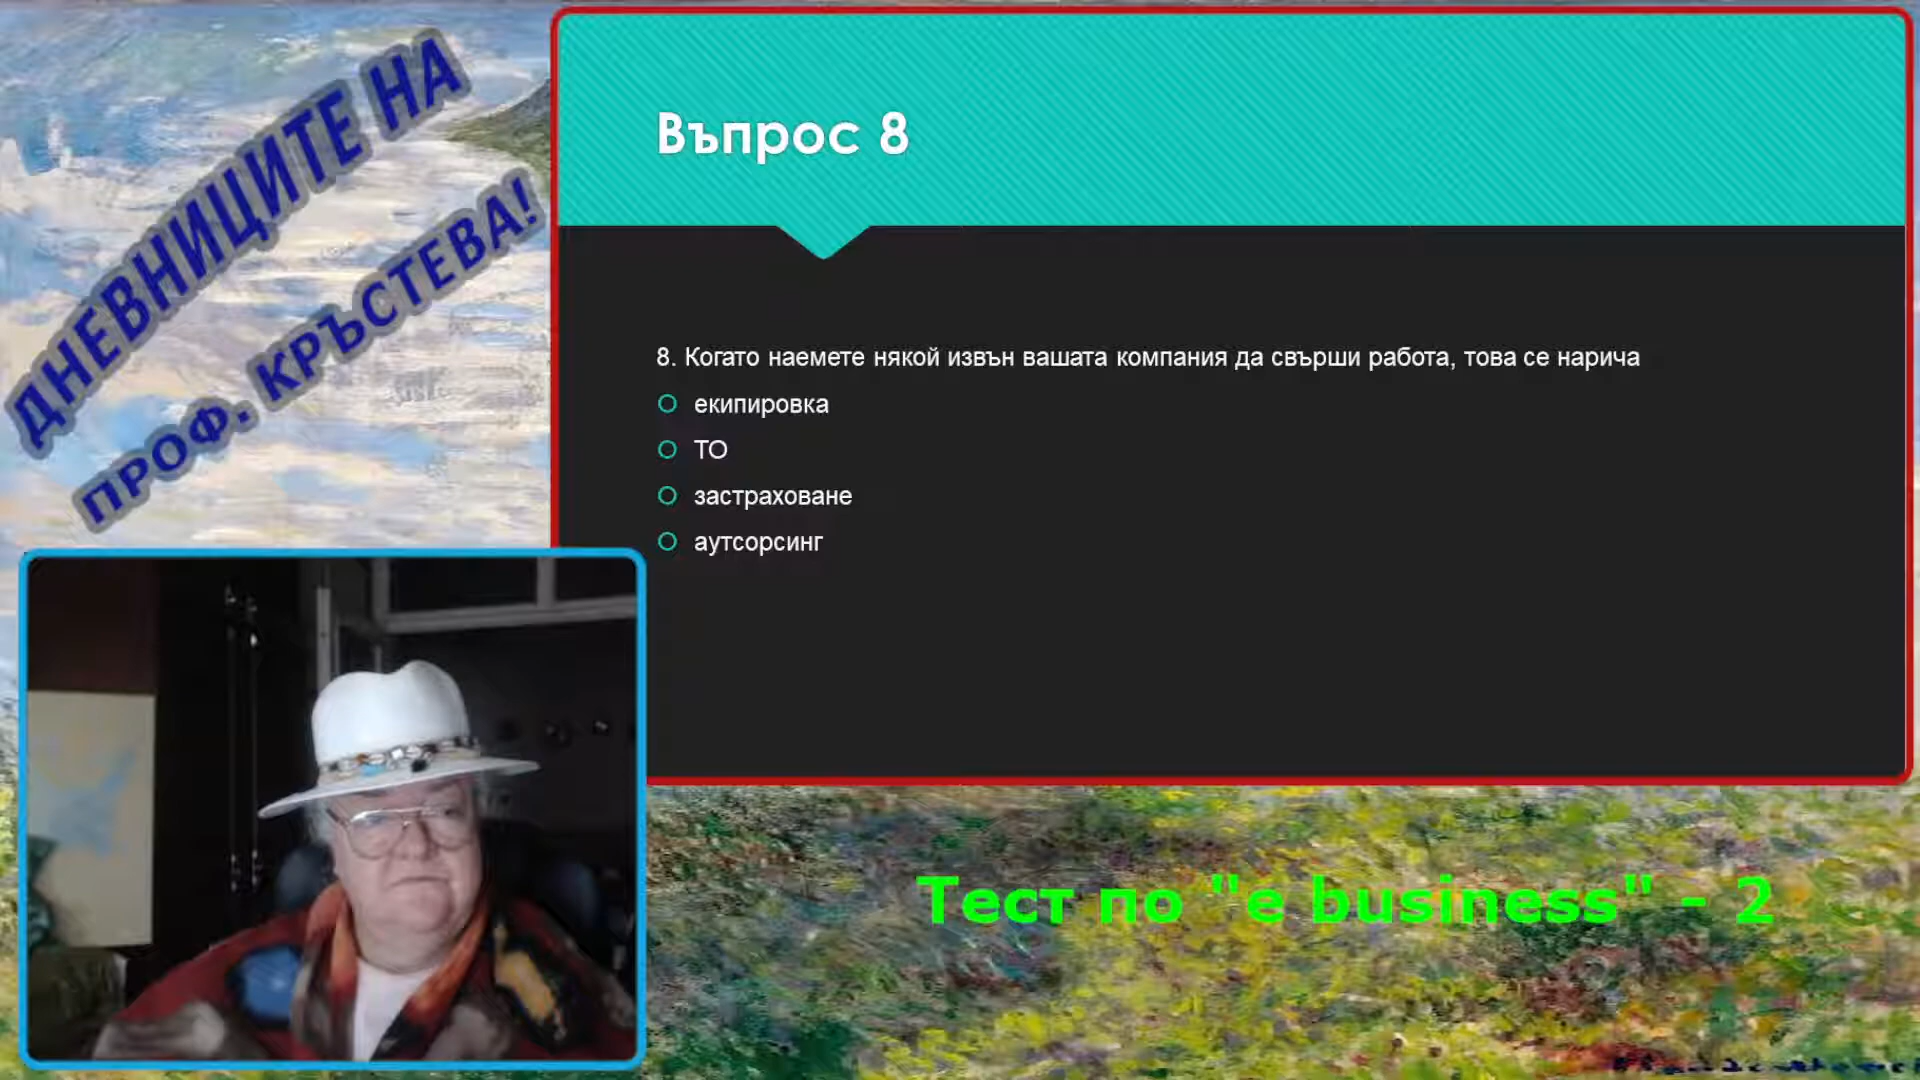 ДНЕВНИЦИТЕ НА
ПРОФ. КРЪСТЕВА!
Въпрос 8
8. Когато наемете някой извън вашата компания да свърши работа, това се нарича
екипировка
ТО
застраховане
аутсорсинг
Тест по "e business" - 2